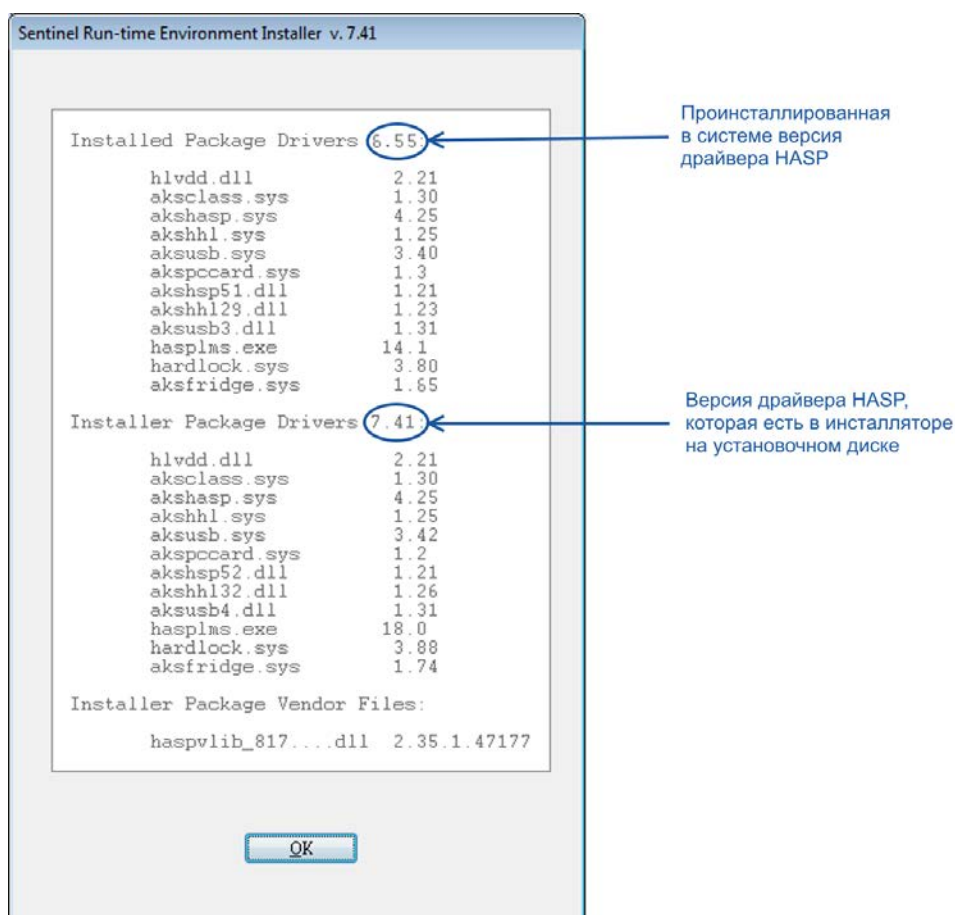 Sentinel Run-time Environment Installer v. 7.41
Installed Package Drivers 6.55:
hlvdd.dll 2.21
aksclass.sys 1.30
akshasp.sys 4.25
akshhl.sys 1.25
aksusb.sys 3.40
akspccard.sys 1.3
akshsp51.dll 1.21
akshhl29.dll 1.23
aksusb3.dll 1.31
hasplms.exe 14.1
hardlock.sys 3.80
aksfridge.sys 1.65
Installer Package Drivers 7.41:
hlvdd.dll 2.21
aksclass.sys 1.30
akshasp.sys 4.25
akshhl.sys 1.25
aksusb.sys 3.42
akspccard.sys 1.2
akshsp52.dll 1.21
akshhl32.dll 1.26
aksusb4.dll 1.31
hasplms.exe 18.0
hardlock.sys 3.88
aksfridge.sys 1.74
Installer Package Vendor Files:
haspvlib_817....dll 2.35.1.47177
OK
Проинсталлированная
в системе версия
драйвера HASP
Версия драйвера HASP,
которая есть в инсталляторе
на установочном диске